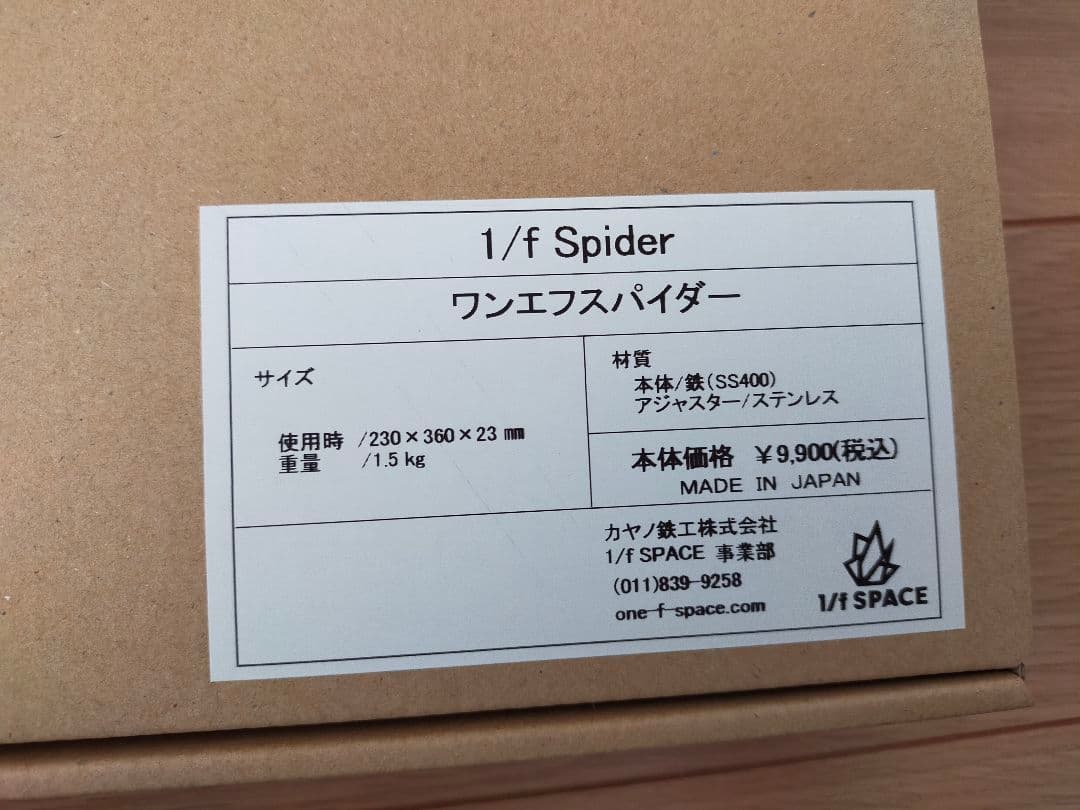 1/f Spider
ワンエフスパイダー
サイズ
使用時 /230×360×23 ㎜
重量 /1.5 kg
材質
本体/鉄(SS400)
アジャスター/ステンレス
本体価格 ￥9,900(税込)
MADE IN JAPAN
カヤノ鉄工株式会社
1/f SPACE 事業部
(011)839-9258
one-f-space.com
1/f SPACE